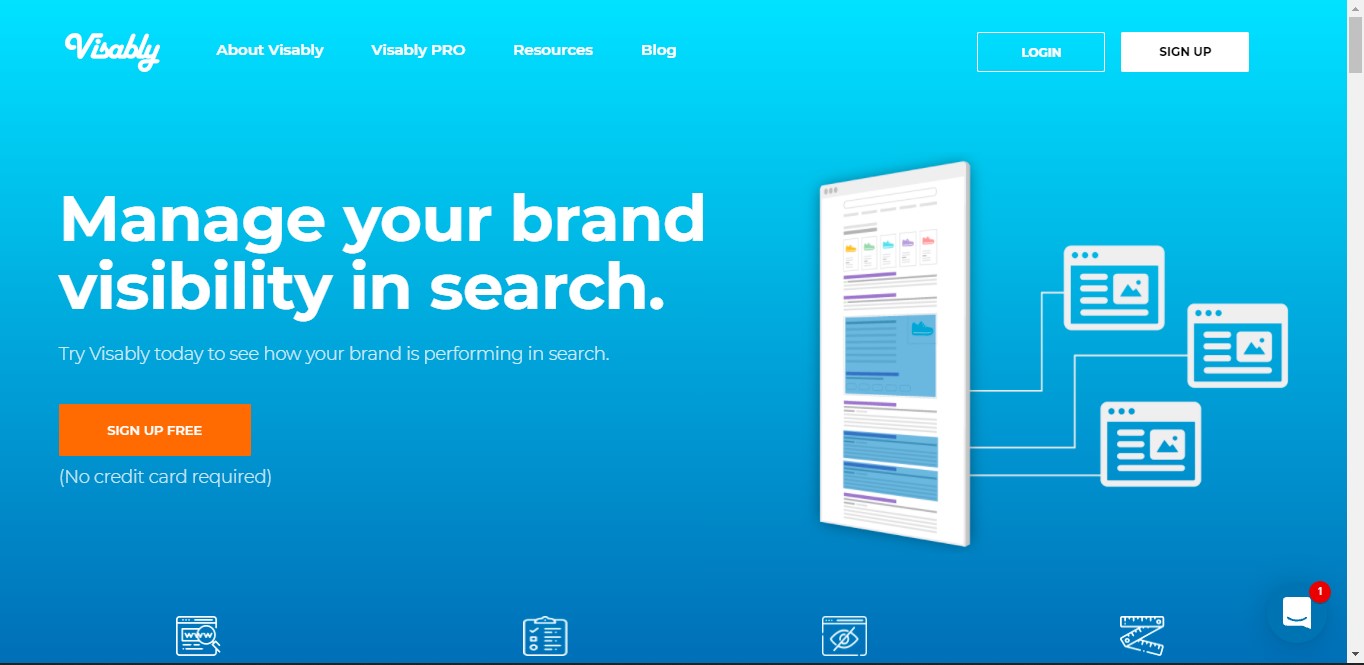 Visably
About Visably
Visably PRO
Resources
Blog
LOGIN
SIGN UP
Manage your brand
visibility in search.
Try Visably today to see how your brand is performing in search.
SIGN UP FREE
(No credit card required)
www
1